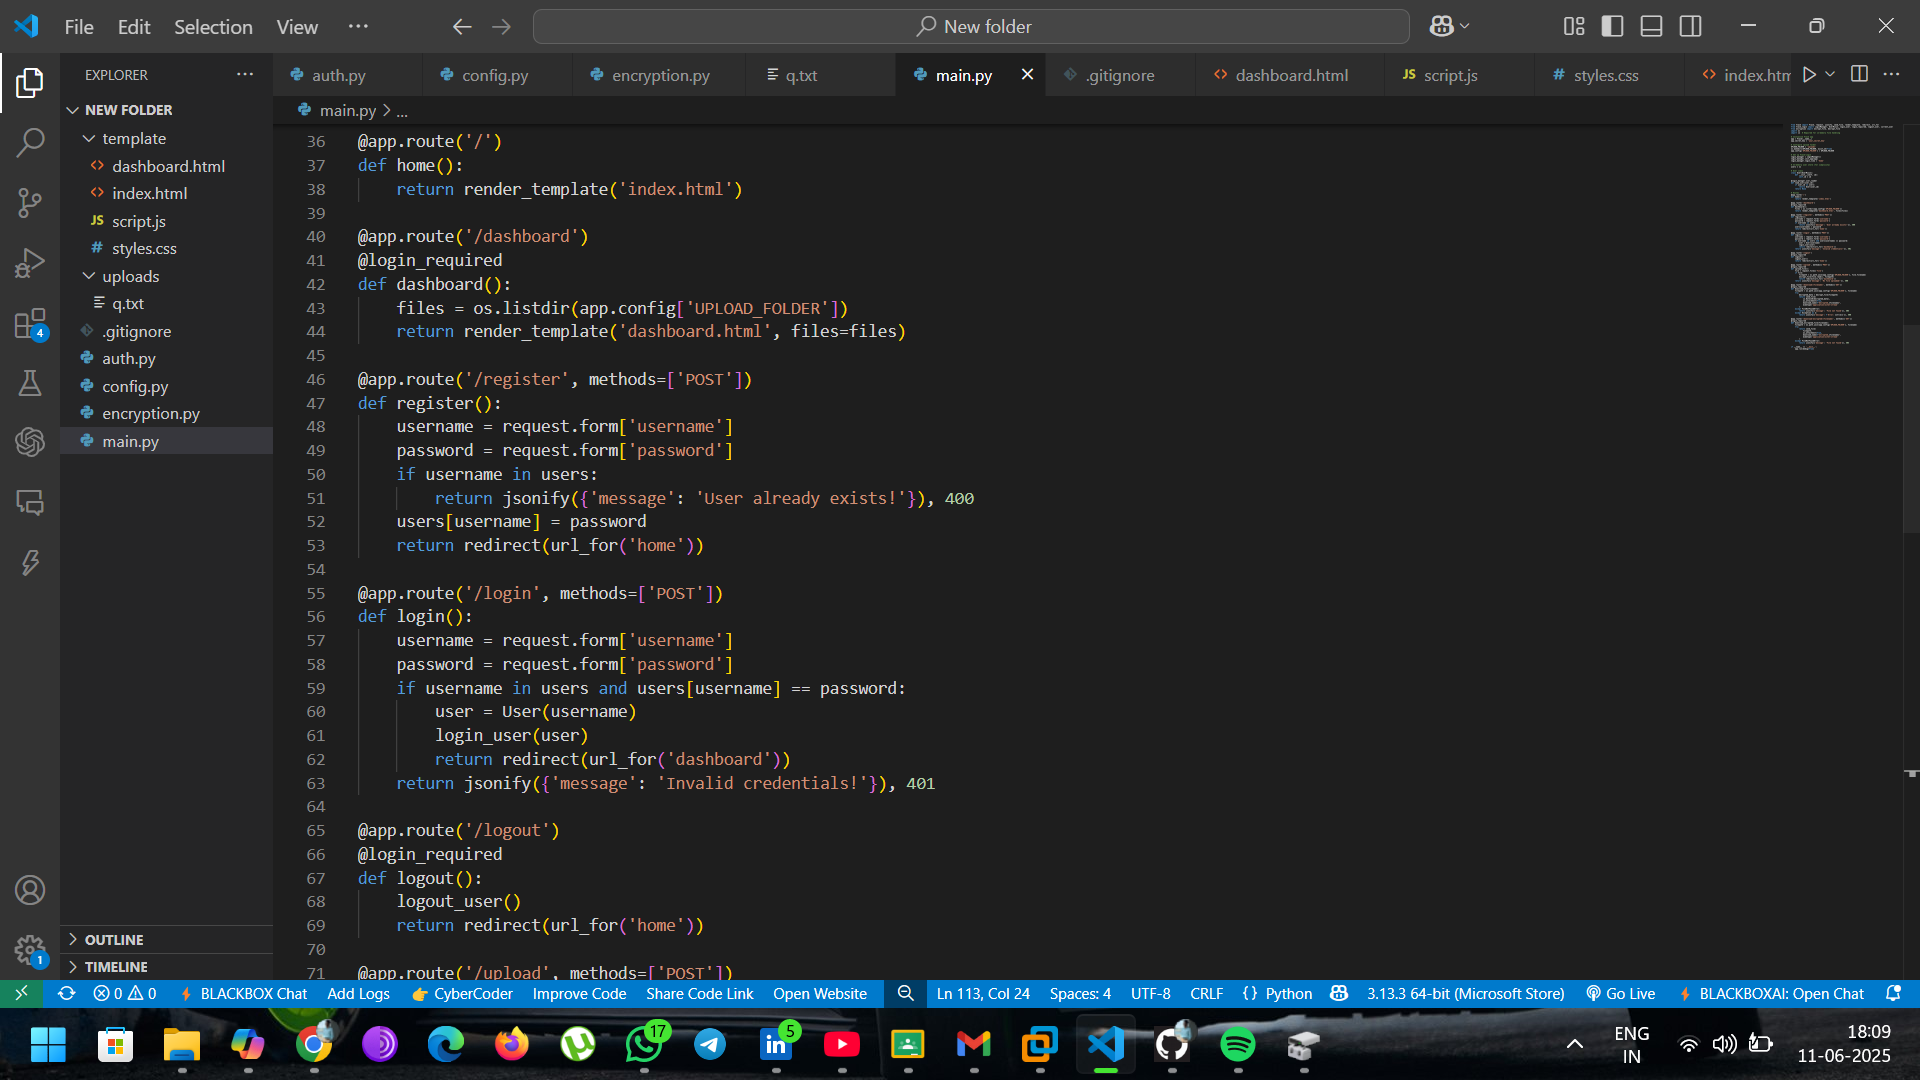 File Edit Selection View ··· New folder
EXPLORER ···
NEW FOLDER
template
dashboard.html
index.html
JS script.js
# styles.css
uploads
q.txt
.gitignore
auth.py
config.py
encryption.py
main.py
OUTLINE
TIMELINE
4
1
auth.py config.py encryption.py q.txt main.py .gitignore dashboard.html JS script.js # styles.css index.htm
main.py > ...
36 @app.route('/')
37 def home():
38 return render_template('index.html')
39
40 @app.route('/dashboard')
41 @login_required
42 def dashboard():
43 files = os.listdir(app.config['UPLOAD_FOLDER'])
44 return render_template('dashboard.html', files=files)
45
46 @app.route('/register', methods=['POST'])
47 def register():
48 username = request.form['username']
49 password = request.form['password']
50 if username in users:
51 return jsonify({'message': 'User already exists!'}), 400
52 users[username] = password
53 return redirect(url_for('home'))
54
55 @app.route('/login', methods=['POST'])
56 def login():
57 username = request.form['username']
58 password = request.form['password']
59 if username in users and users[username] == password:
60 user = User(username)
61 login_user(user)
62 return redirect(url_for('dashboard'))
63 return jsonify({'message': 'Invalid credentials!'}), 401
64
65 @app.route('/logout')
66 @login_required
67 def logout():
68 logout_user()
69 return redirect(url_for('home'))
70
71 @app.route('/upload', methods=['POST'])
0 0 BLACKBOX Chat Add Logs CyberCoder Improve Code Share Code Link Open Website Ln 113, Col 24 Spaces: 4 UTF-8 CRLF {} Python 3.13.3 64-bit (Microsoft Store) Go Live BLACKBOXAI: Open Chat
17 5 in ENG IN 18:09
11-06-2025